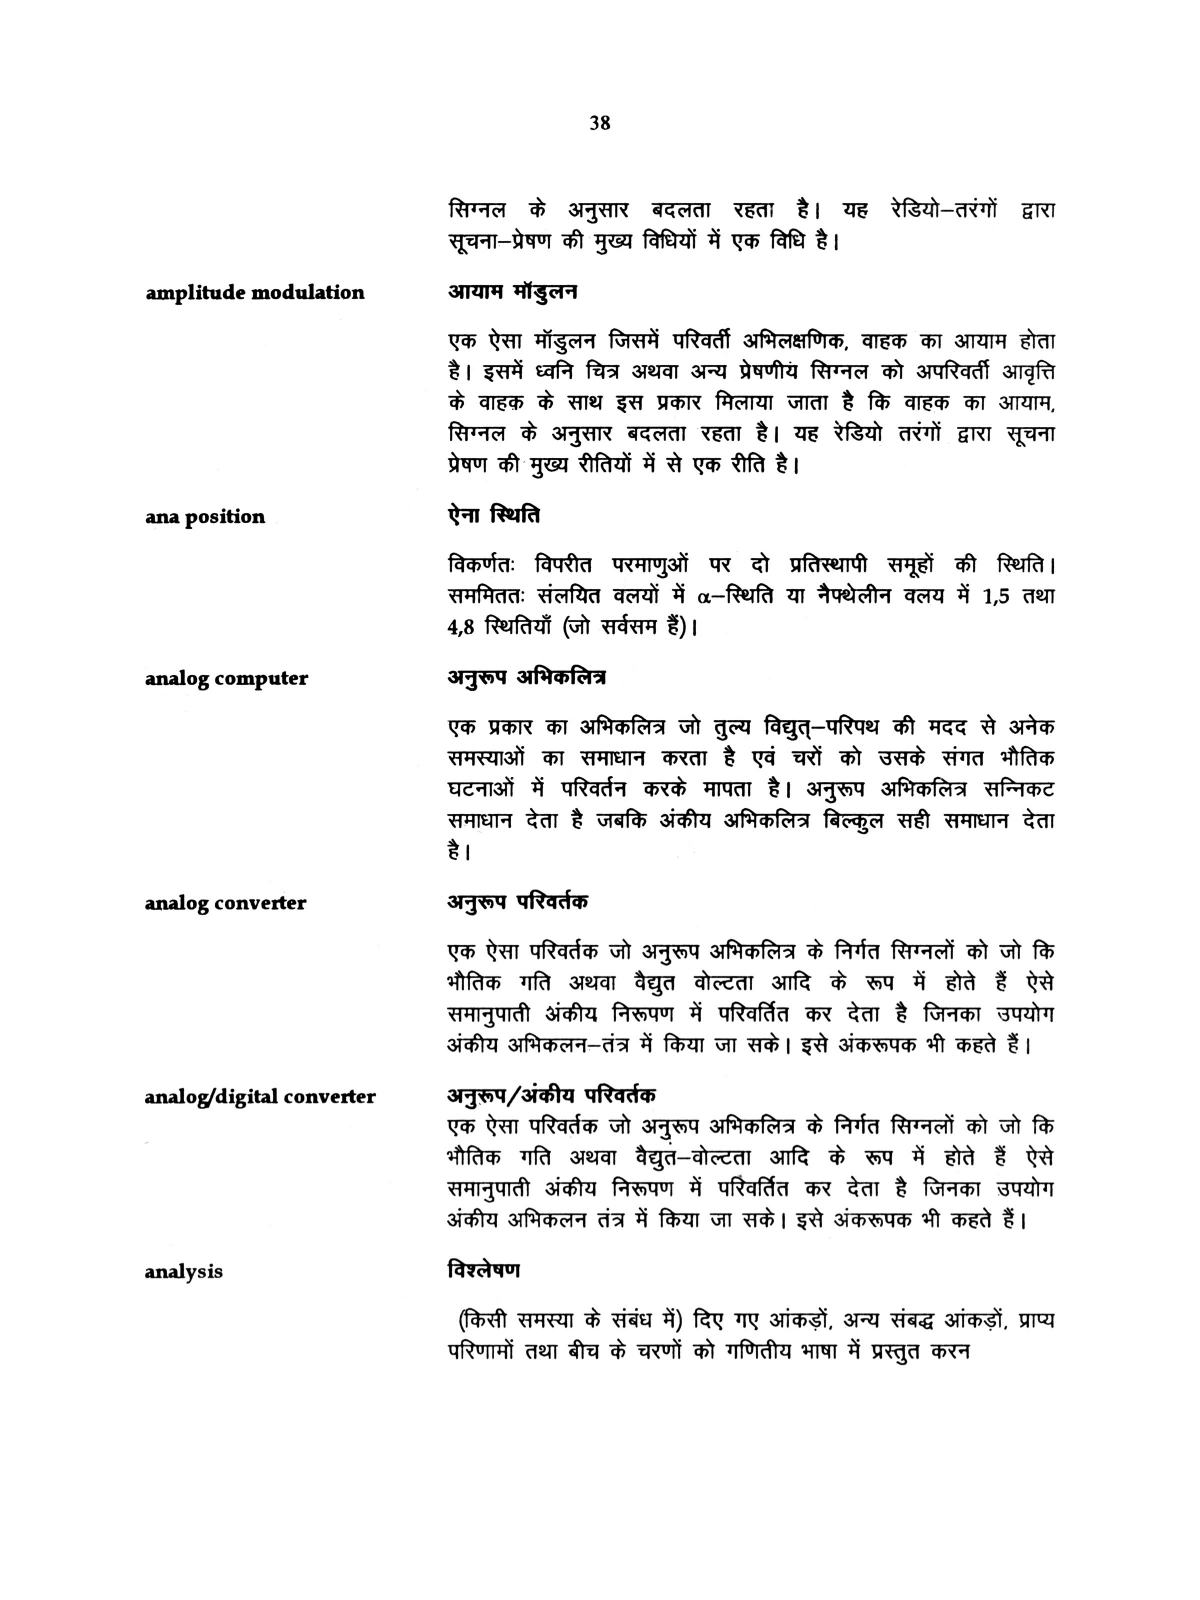 38
सिग्नल के अनुसार बदलता रहता है। यह रेडियो–तरंगों द्वारा
सूचना–प्रेषण की मुख्य विधियों में एक विधि है।
amplitude modulation आयाम मॉडुलन
एक ऐसा मॉडुलन जिसमें परिवर्ती अभिलक्षणिक, वाहक का आयाम होता
है। इसमें ध्वनि चित्र अथवा अन्य प्रेषणीय सिग्नल को अपरिवर्ती आवृत्ति
के वाहक के साथ इस प्रकार मिलाया जाता है कि वाहक का आयाम,
सिग्नल के अनुसार बदलता रहता है। यह रेडियो तरंगों द्वारा सूचना
प्रेषण की मुख्य रीतियों में से एक रीति है।
ana position ऐना स्थिति
विकर्णतः विपरीत परमाणुओं पर दो प्रतिस्थापी समूहों की स्थिति।
सममिततः संलयित वलयों में α–स्थिति या नैफ्थेलीन वलय में 1,5 तथा
4,8 स्थितियाँ (जो सर्वसम हैं)।
analog computer अनुरूप अभिकलित्र
एक प्रकार का अभिकलित्र जो तुल्य विद्युत्–परिपथ की मदद से अनेक
समस्याओं का समाधान करता है एवं चरों को उसके संगत भौतिक
घटनाओं में परिवर्तन करके मापता है। अनुरूप अभिकलित्र सन्निकट
समाधान देता है जबकि अंकीय अभिकलित्र बिल्कुल सही समाधान देता
है।
analog converter अनुरूप परिवर्तक
एक ऐसा परिवर्तक जो अनुरूप अभिकलित्र के निर्गत सिग्नलों को जो कि
भौतिक गति अथवा वैद्युत वोल्टता आदि के रूप में होते हैं ऐसे
समानुपाती अंकीय निरूपण में परिवर्तित कर देता है जिनका उपयोग
अंकीय अभिकलन–तंत्र में किया जा सके। इसे अंकरूपक भी कहते हैं।
analog/digital converter अनुरूप/अंकीय परिवर्तक
एक ऐसा परिवर्तक जो अनुरूप अभिकलित्र के निर्गत सिग्नलों को जो कि
भौतिक गति अथवा वैद्युत–वोल्टता आदि के रूप में होते हैं ऐसे
समानुपाती अंकीय निरूपण में परिवर्तित कर देता है जिनका उपयोग
अंकीय अभिकलन तंत्र में किया जा सके। इसे अंकरूपक भी कहते हैं।
analysis विश्लेषण
(किसी समस्या के संबंध में) दिए गए आंकड़ों, अन्य संबद्ध आंकड़ों, प्राप्य
परिणामों तथा बीच के चरणों को गणितीय भाषा में प्रस्तुत करन